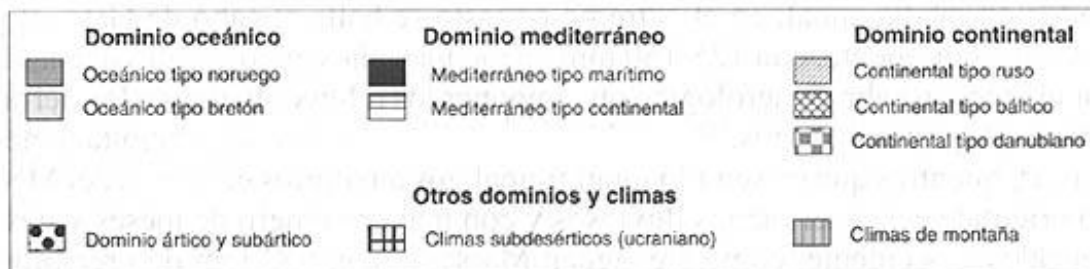 Dominio oceánico Dominio mediterráneo Dominio continental
Oceánico tipo noruego Mediterráneo tipo marítimo Continental tipo ruso
Oceánico tipo bretón Mediterráneo tipo continental Continental tipo báltico
Continental tipo danubiano
Otros dominios y climas
Dominio ártico y subártico Climas subdesérticos (ucraniano) Climas de montaña